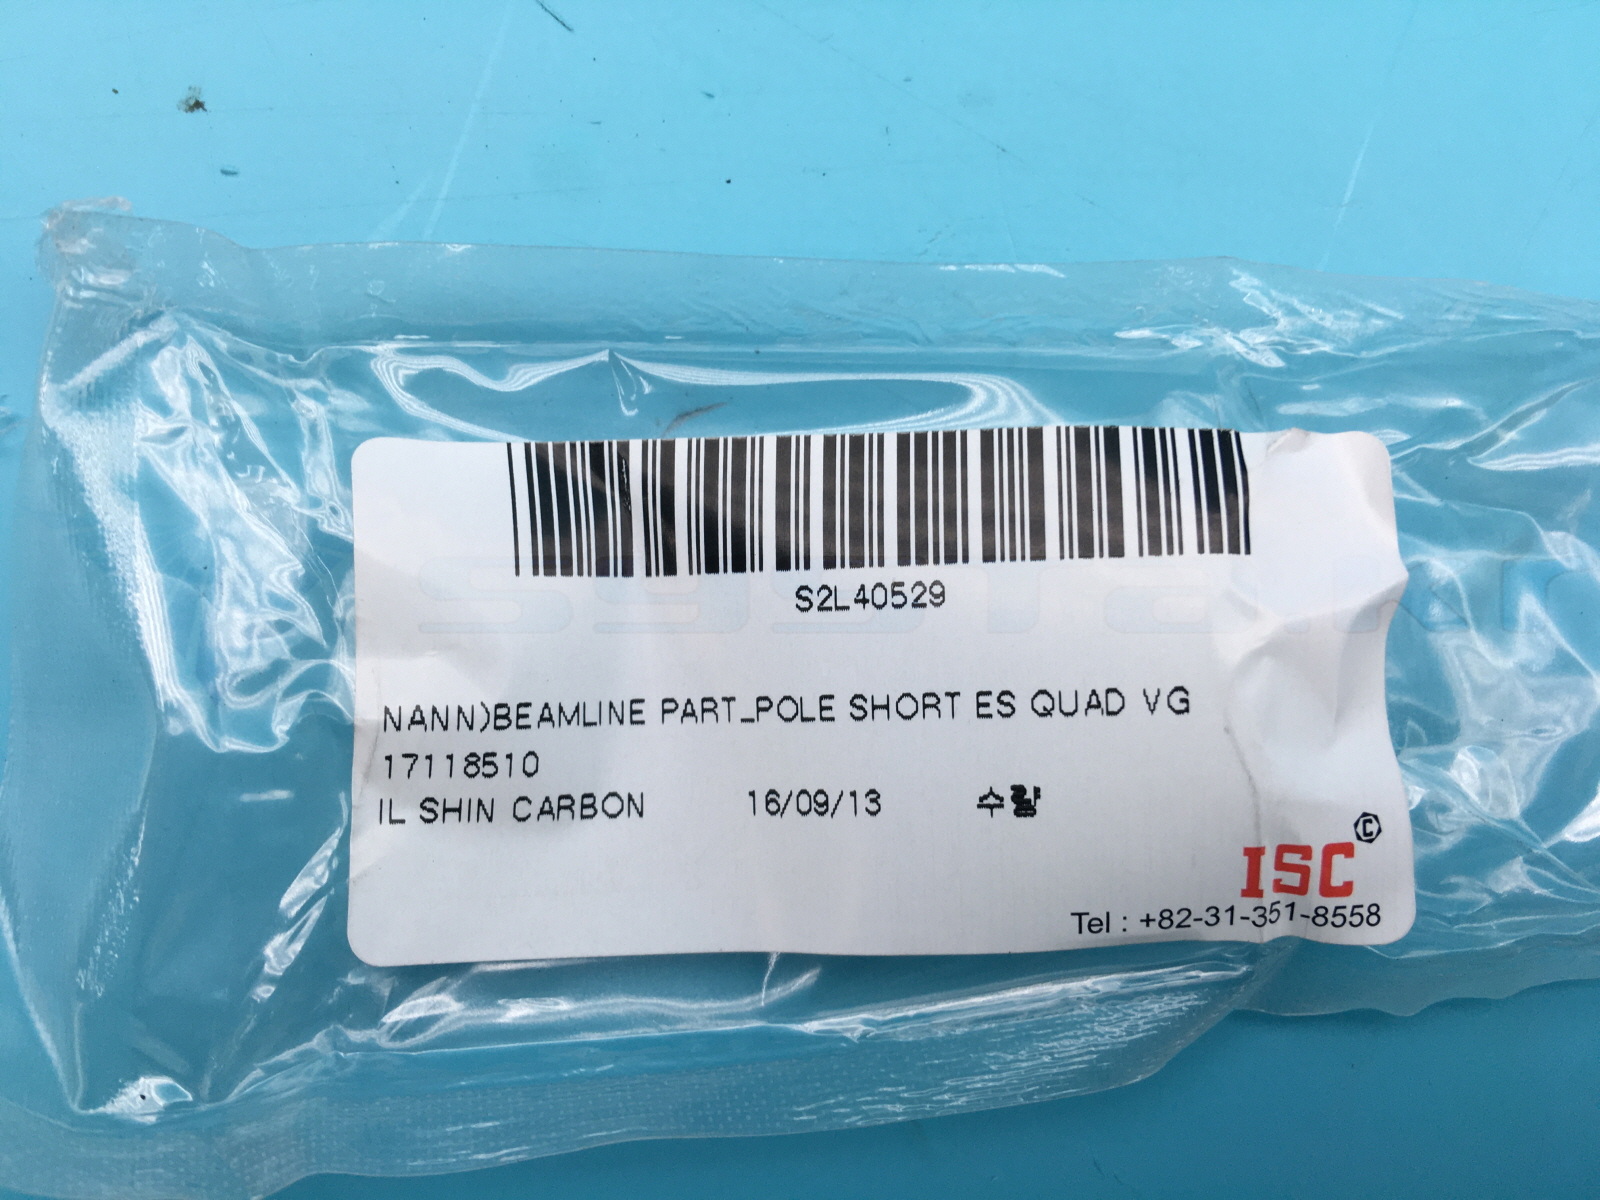 S2L40529
NANN)BEAMLINE PART_POLE SHORT ES QUAD VG
17118510
IL SHIN CARBON 16/09/13 수량
ISC
C
Tel : +82-31-351-8558